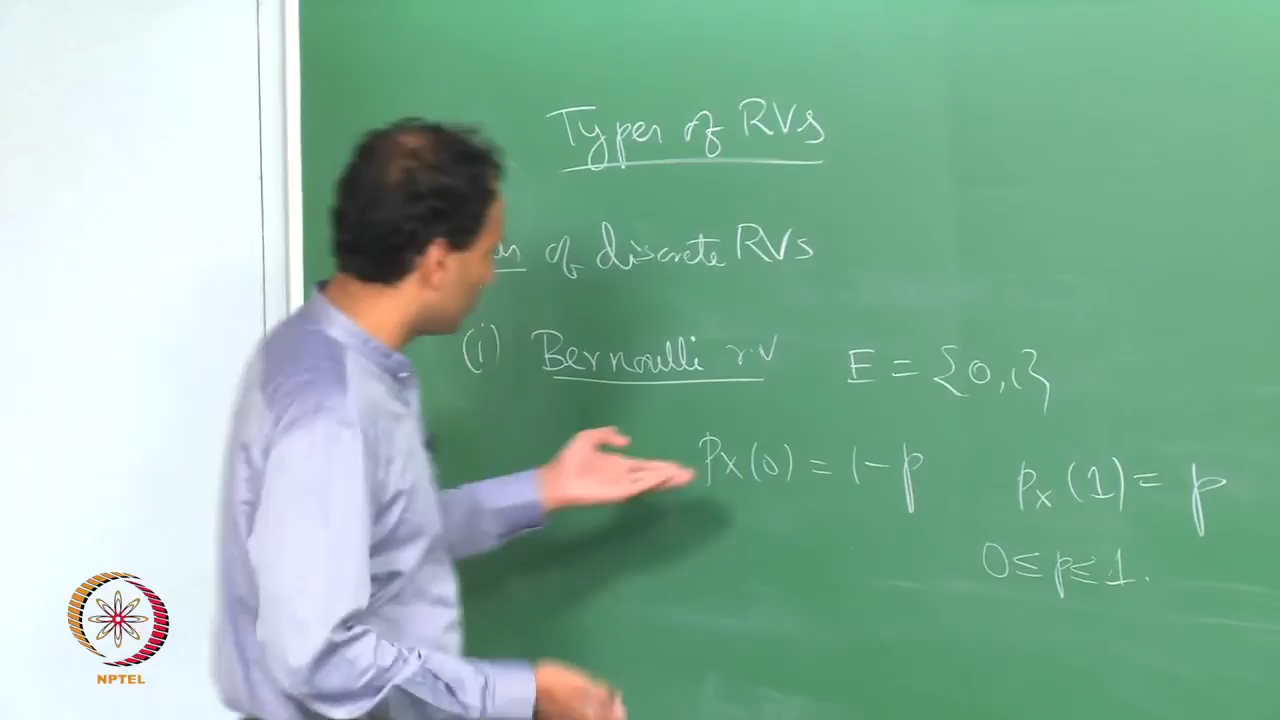 Types of RVs
of discrete RVs
(i) Bernoulli r.v E = {0,1}
Px(0) = 1-p Px(1) = p
0≤p≤1.
NPTEL